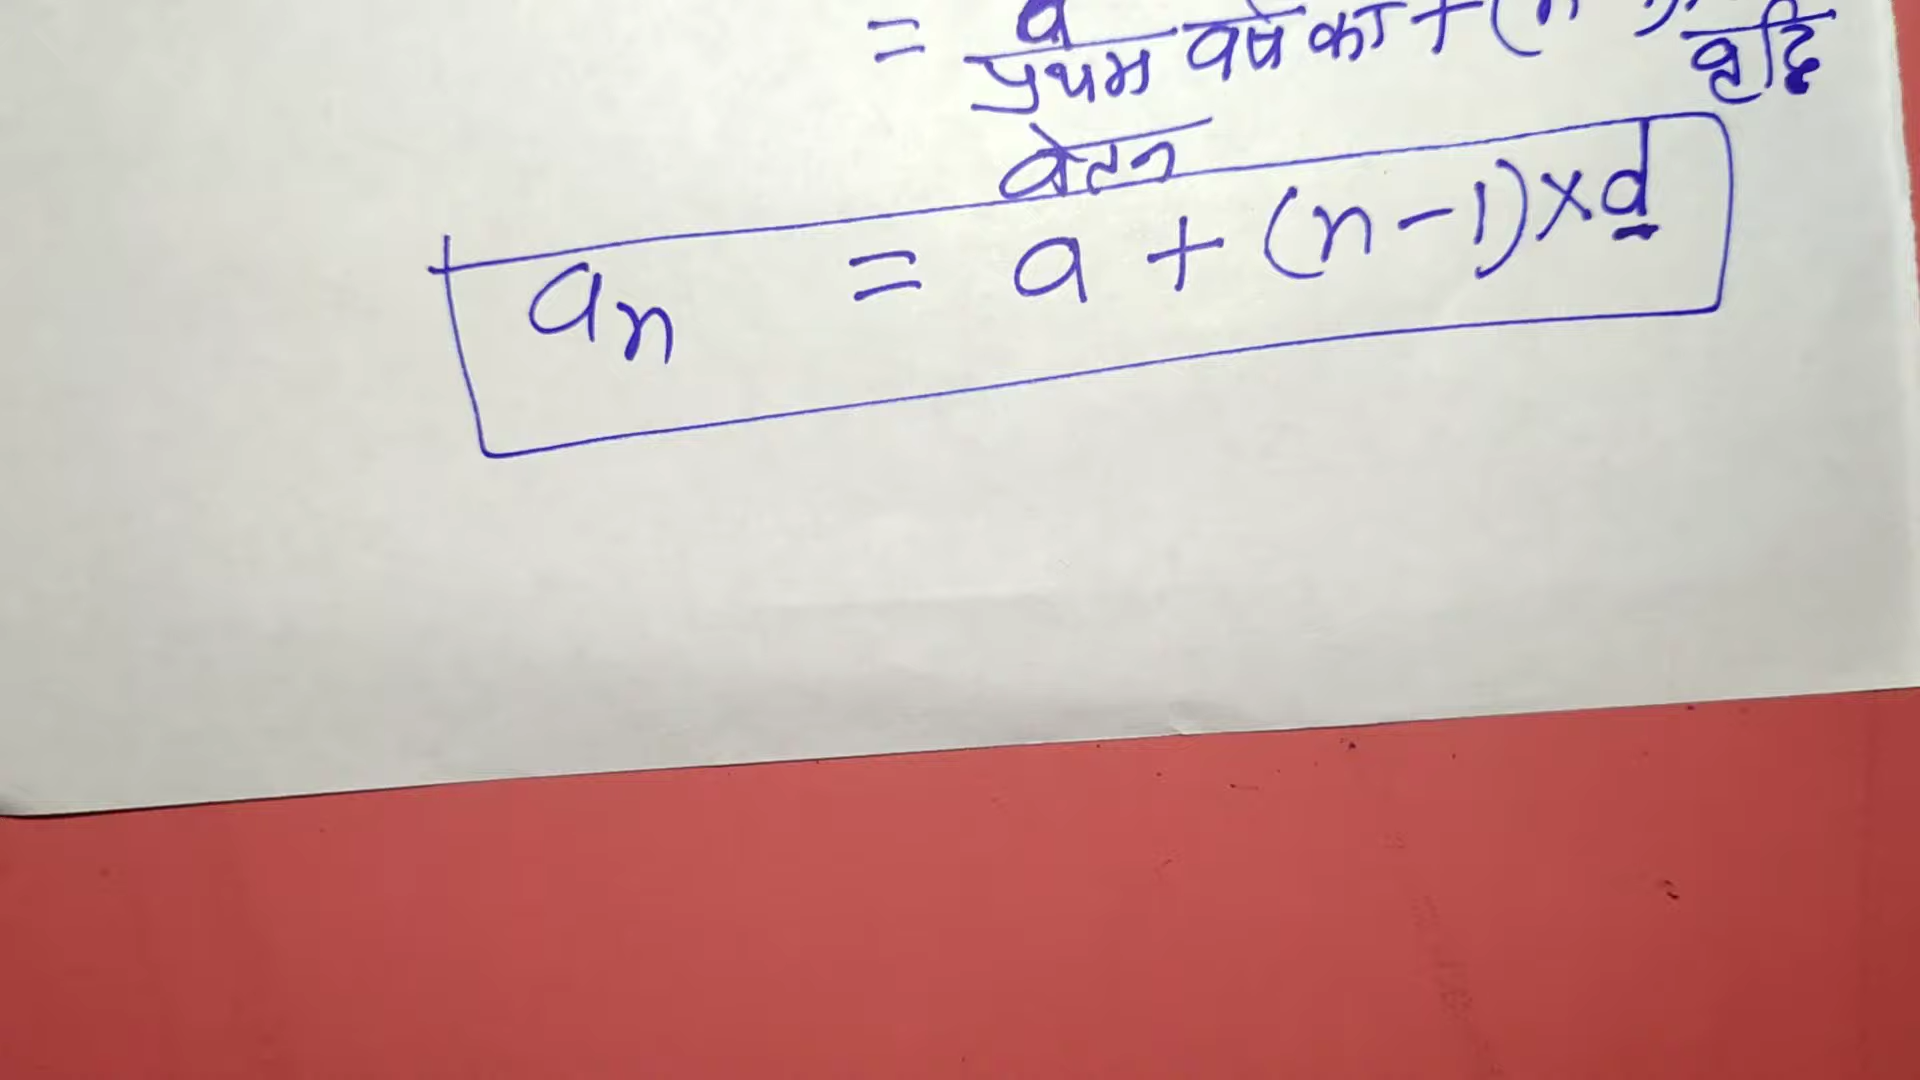 = a
प्रथम वर्ष का + (n
वृद्धि
वेतन
an = a + (n-1)×d